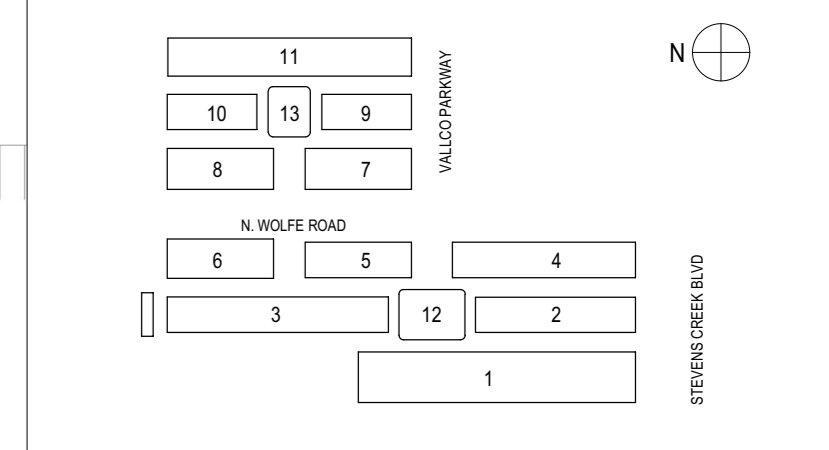 11
N
10 13 9
VALLCO PARKWAY
8 7
N. WOLFE ROAD
6 5 4
3 12 2
STEVENS CREEK BLVD
1